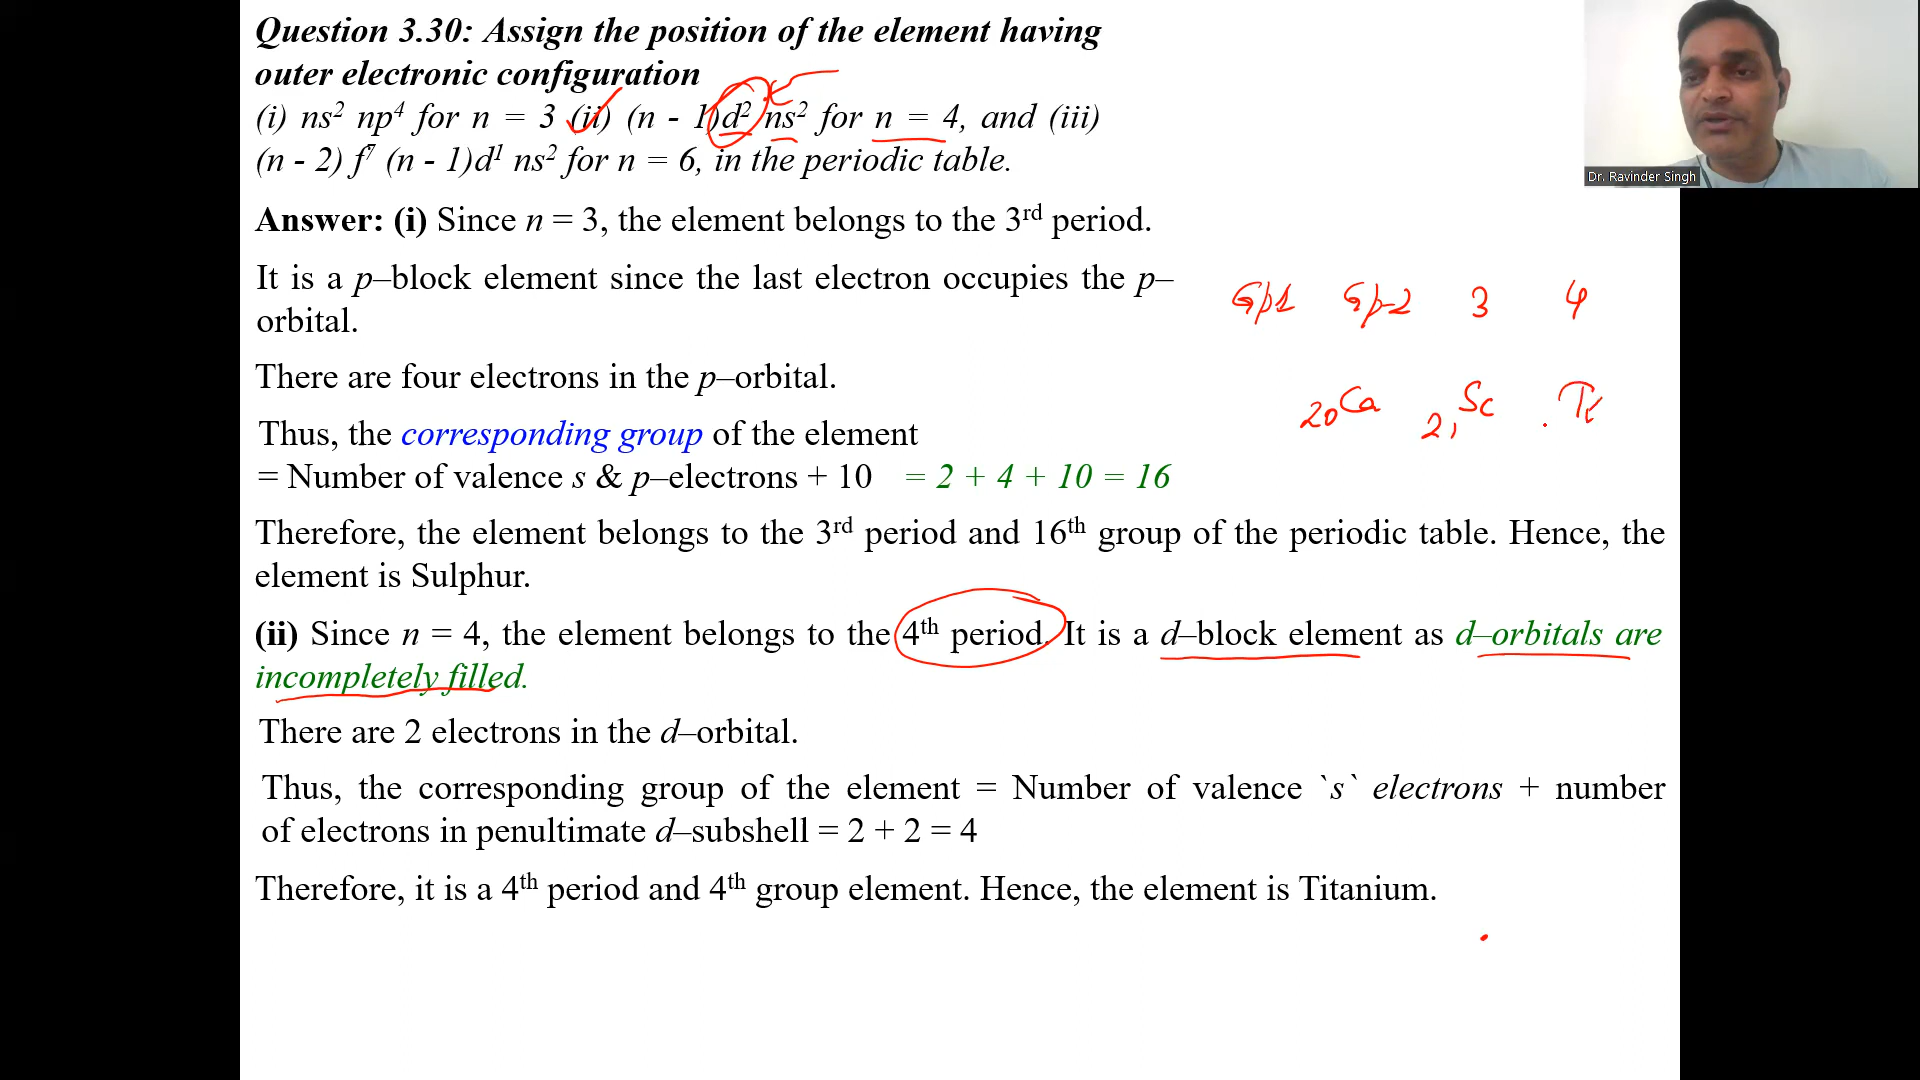 Question 3.30: Assign the position of the element having
outer electronic configuration
(i) ns² np⁴ for n = 3 (ii) (n - 1)d² ns² for n = 4, and (iii)
(n - 2) f⁷ (n - 1)d¹ ns² for n = 6, in the periodic table.
Dr. Ravinder Singh
Answer: (i) Since n = 3, the element belongs to the 3rd period.
It is a p–block element since the last electron occupies the p–
orbital.
Gp1 Gp-2 3 4
There are four electrons in the p–orbital.
20Ca 21Sc Ti
Thus, the corresponding group of the element
= Number of valence s & p–electrons + 10 = 2 + 4 + 10 = 16
Therefore, the element belongs to the 3rd period and 16th group of the periodic table. Hence, the
element is Sulphur.
(ii) Since n = 4, the element belongs to the 4th period. It is a d–block element as d–orbitals are
incompletely filled.
There are 2 electrons in the d–orbital.
Thus, the corresponding group of the element = Number of valence `s` electrons + number
of electrons in penultimate d–subshell = 2 + 2 = 4
Therefore, it is a 4th period and 4th group element. Hence, the element is Titanium.